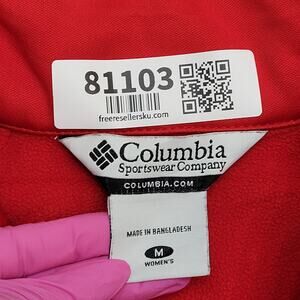 81103
freeresellersku.com
Columbia
Sportswear Company
COLUMBIA.COM
MADE IN BANGLADESH
M
WOMEN'S